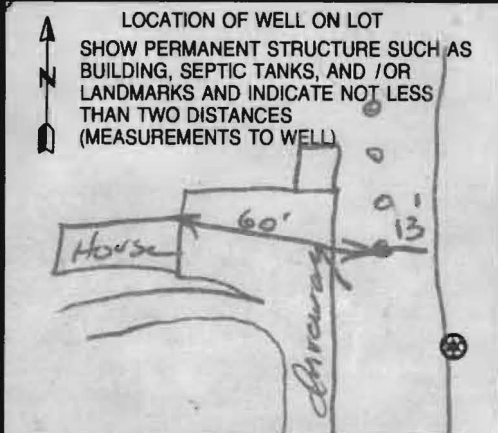 LOCATION OF WELL ON LOT
SHOW PERMANENT STRUCTURE SUCH AS
BUILDING, SEPTIC TANKS, AND /OR
LANDMARKS AND INDICATE NOT LESS
THAN TWO DISTANCES
(MEASUREMENTS TO WELL)
N
60'
13'
House
Driveway